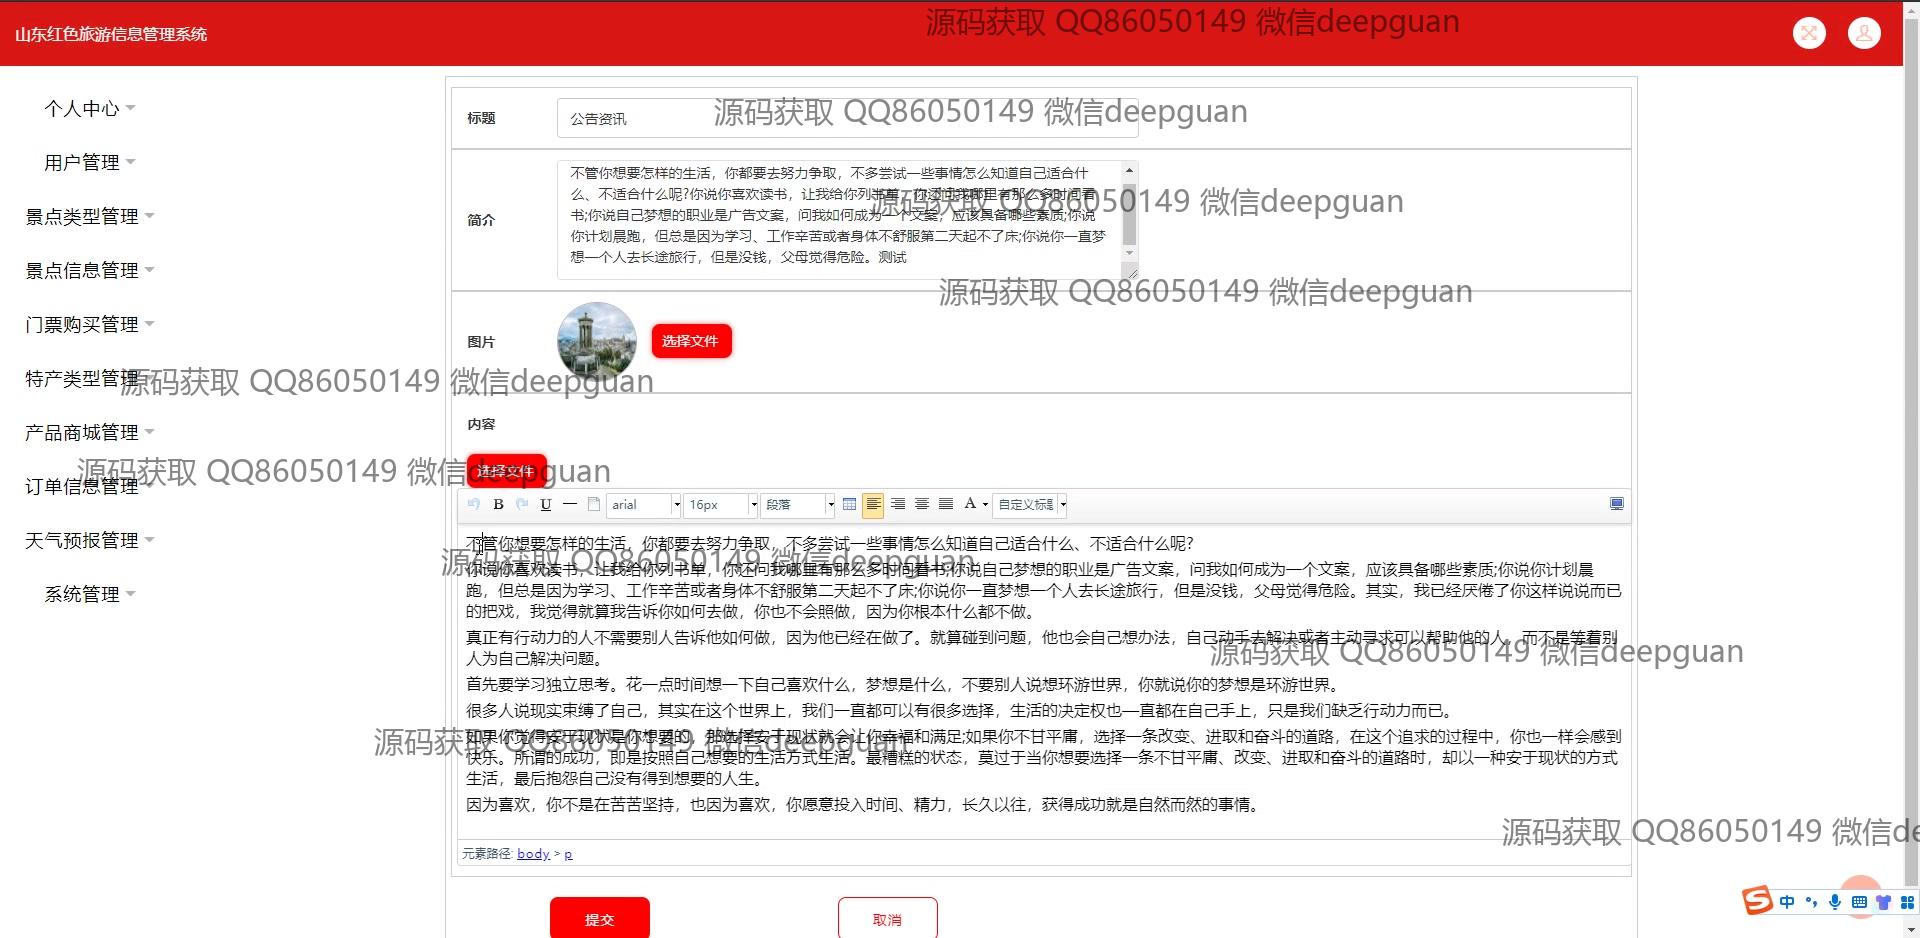 山东红色旅游信息管理系统
源码获取 QQ86050149 微信deepguan
个人中心
用户管理
景点类型管理
景点信息管理
门票购买管理
特产类型管理
产品商城管理
订单信息管理
天气预报管理
系统管理
标题
公告资讯
源码获取 QQ86050149 微信deepguan
简介
不管你想要怎样的生活，你都要去努力争取，不多尝试一些事情怎么知道自己适合什
么、不适合什么呢?你说你喜欢读书，让我给你列书单，你还问我哪里有那么多时间看
书;你说自己梦想的职业是广告文案，问我如何成为一个文案，应该具备哪些素质;你说
你计划晨跑，但总是因为学习、工作辛苦或者身体不舒服第二天起不了床;你说你一直梦
想一个人去长途旅行，但是没钱，父母觉得危险。测试
源码获取 QQ86050149 微信deepguan
源码获取 QQ86050149 微信deepguan
图片
选择文件
源码获取 QQ86050149 微信deepguan
内容
选择文件
源码获取 QQ86050149 微信deepguan
B U arial 16px 段落 A 自定义标题
不管你想要怎样的生活，你都要去努力争取，不多尝试一些事情怎么知道自己适合什么、不适合什么呢?
源码获取 QQ86050149 微信deepguan
你说你喜欢读书，让我给你列书单，你还问我哪里有那么多时间看书;你说自己梦想的职业是广告文案，问我如何成为一个文案，应该具备哪些素质;你说你计划晨
跑，但总是因为学习、工作辛苦或者身体不舒服第二天起不了床;你说你一直梦想一个人去长途旅行，但是没钱，父母觉得危险。其实，我已经厌倦了你这样说说而已
的把戏，我觉得就算我告诉你如何去做，你也不会照做，因为你根本什么都不做。
真正有行动力的人不需要别人告诉他如何做，因为他已经在做了。就算碰到问题，他也会自己想办法，自己动手去解决或者主动寻求可以帮助他的人，而不是等着别
人为自己解决问题。
源码获取 QQ86050149 微信deepguan
首先要学习独立思考。花一点时间想一下自己喜欢什么，梦想是什么，不要别人说想环游世界，你就说你的梦想是环游世界。
很多人说现实束缚了自己，其实在这个世界上，我们一直都可以有很多选择，生活的决定权也—直都在自己手上，只是我们缺乏行动力而已。
如果你觉得安于现状是你想要的，那选择安于现状就会让你幸福和满足;如果你不甘平庸，选择一条改变、进取和奋斗的道路，在这个追求的过程中，你也一样会感到
源码获取 QQ86050149 微信deepguan
快乐。所谓的成功，即是按照自己想要的生活方式生活。最糟糕的状态，莫过于当你想要选择一条不甘平庸、改变、进取和奋斗的道路时，却以一种安于现状的方式
生活，最后抱怨自己没有得到想要的人生。
因为喜欢，你不是在苦苦坚持，也因为喜欢，你愿意投入时间、精力，长久以往，获得成功就是自然而然的事情。
源码获取 QQ86050149 微信de
元素路径: body > p
提交
取消
中